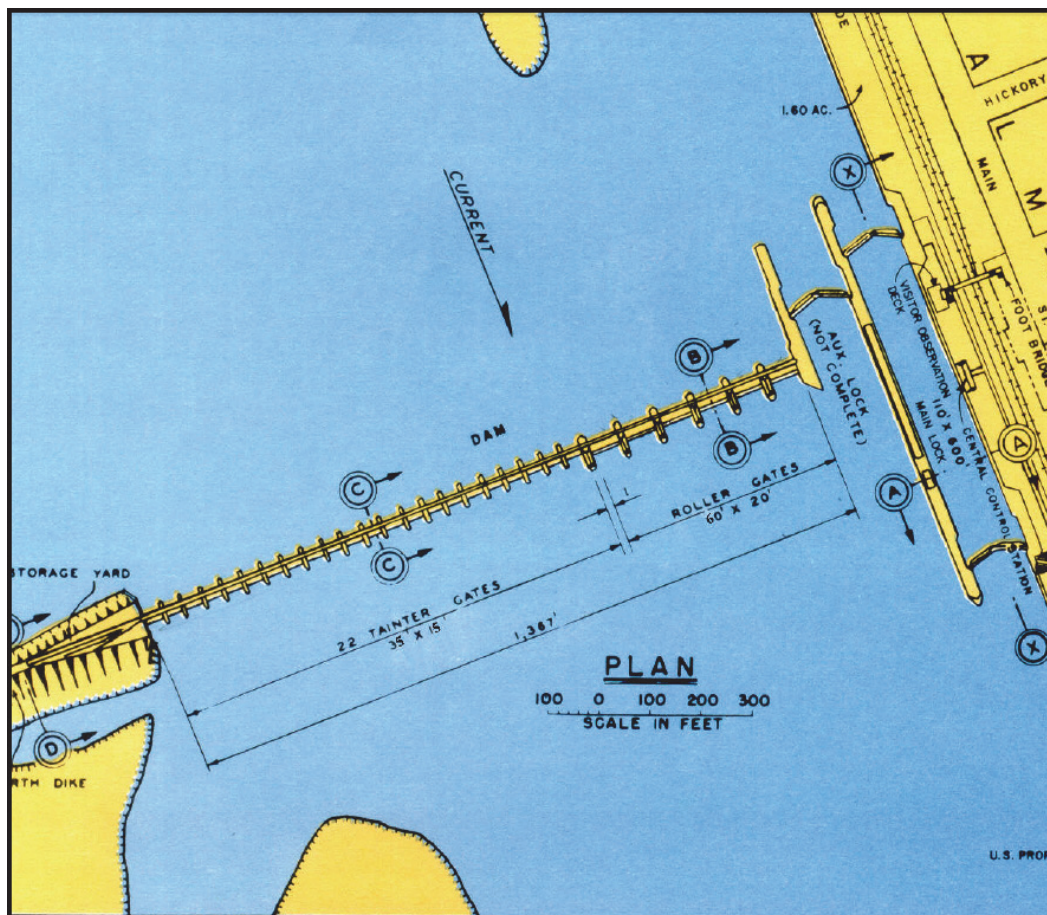 DE
A
HICKORY
1.60 AC.
L
MAIN
M
X
CURRENT
VISITOR OBSERVATION
DECK
FOOT BRIDGE
ST.
AUX. LOCK
(NOT COMPLETE)
B
B
110' X 600'
MAIN LOCK
CENTRAL CONTROL STATION
A
A
DAM
C
C
ROLLER GATES
60' X 20'
STORAGE YARD
22 TAINTER GATES
35' X 15'
1,367'
X
PLAN
100 0 100 200 300
SCALE IN FEET
D
RTH DIKE
U.S. PROP